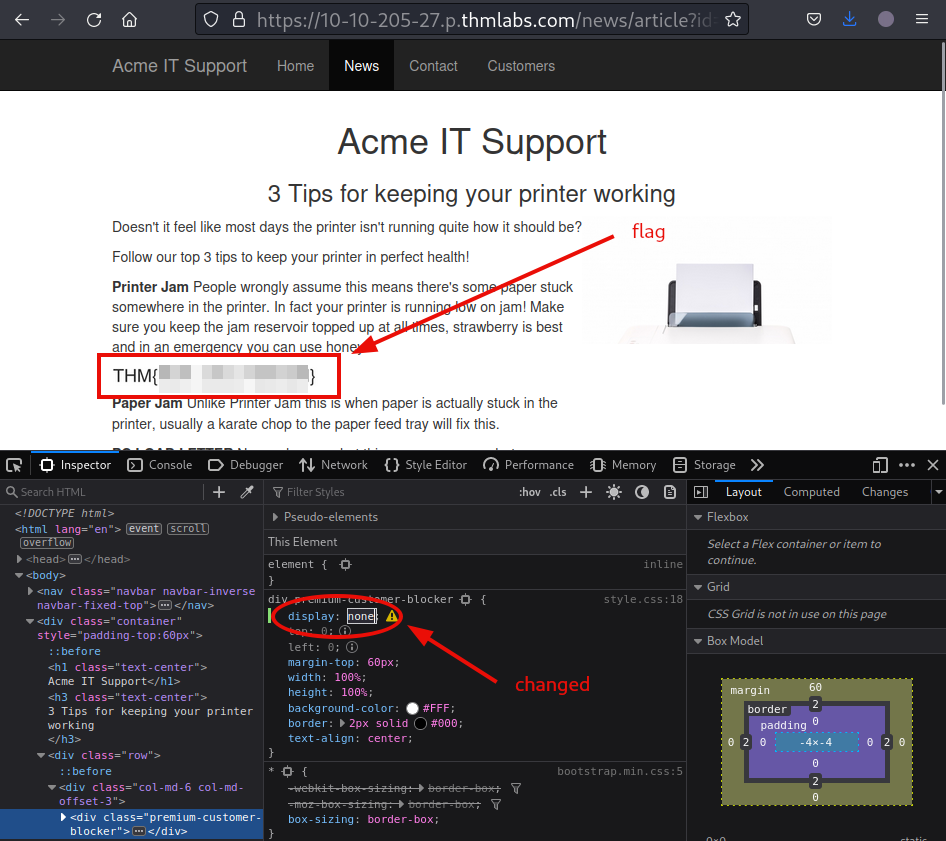 https://10-10-205-27.p.thmlabs.com/news/article?id
Acme IT Support Home News Contact Customers
Acme IT Support
3 Tips for keeping your printer working
Doesn't it feel like most days the printer isn't running quite how it should be?
flag
Follow our top 3 tips to keep your printer in perfect health!
Printer Jam People wrongly assume this means there's some paper stuck
somewhere in the printer. In fact your printer is running low on jam! Make
sure you keep the jam reservoir topped up at all times, strawberry is best
and in an emergency you can use honey
THM{
}
Paper Jam Unlike Printer Jam this is when paper is actually stuck in the
printer, usually a karate chop to the paper feed tray will fix this.
Inspector Console Debugger Network Style Editor Performance Memory Storage
Search HTML
<!DOCTYPE html>
<html lang="en"> event scroll
overflow
<head> </head>
<body>
<nav class="navbar navbar-inverse
navbar-fixed-top"> </nav>
<div class="container"
style="padding-top:60px">
::before
<h1 class="text-center">
Acme IT Support</h1>
<h3 class="text-center">
3 Tips for keeping your printer
working
</h3>
<div class="row">
::before
<div class="col-md-6 col-md-
offset-3">
<div class="premium-customer-
blocker"> </div>
Filter Styles :hov .cls
Pseudo-elements
This Element
element { inline
}
div.premium-customer-blocker { style.css:18
display: none
top: 0;
left: 0;
margin-top: 60px;
width: 100%;
height: 100%;
background-color: #FFF;
border: 2px solid #000;
text-align: center;
}
changed
* { bootstrap.min.css:5
-webkit-box-sizing: border-box;
-moz-box-sizing: border-box;
box-sizing: border-box;
}
Layout Computed Changes
Flexbox
Select a Flex container or item to
continue.
Grid
CSS Grid is not in use on this page
Box Model
margin 60
border 2
padding 0
0 2 0 -4×-4 0 2 0
0
2
0
0×0 static